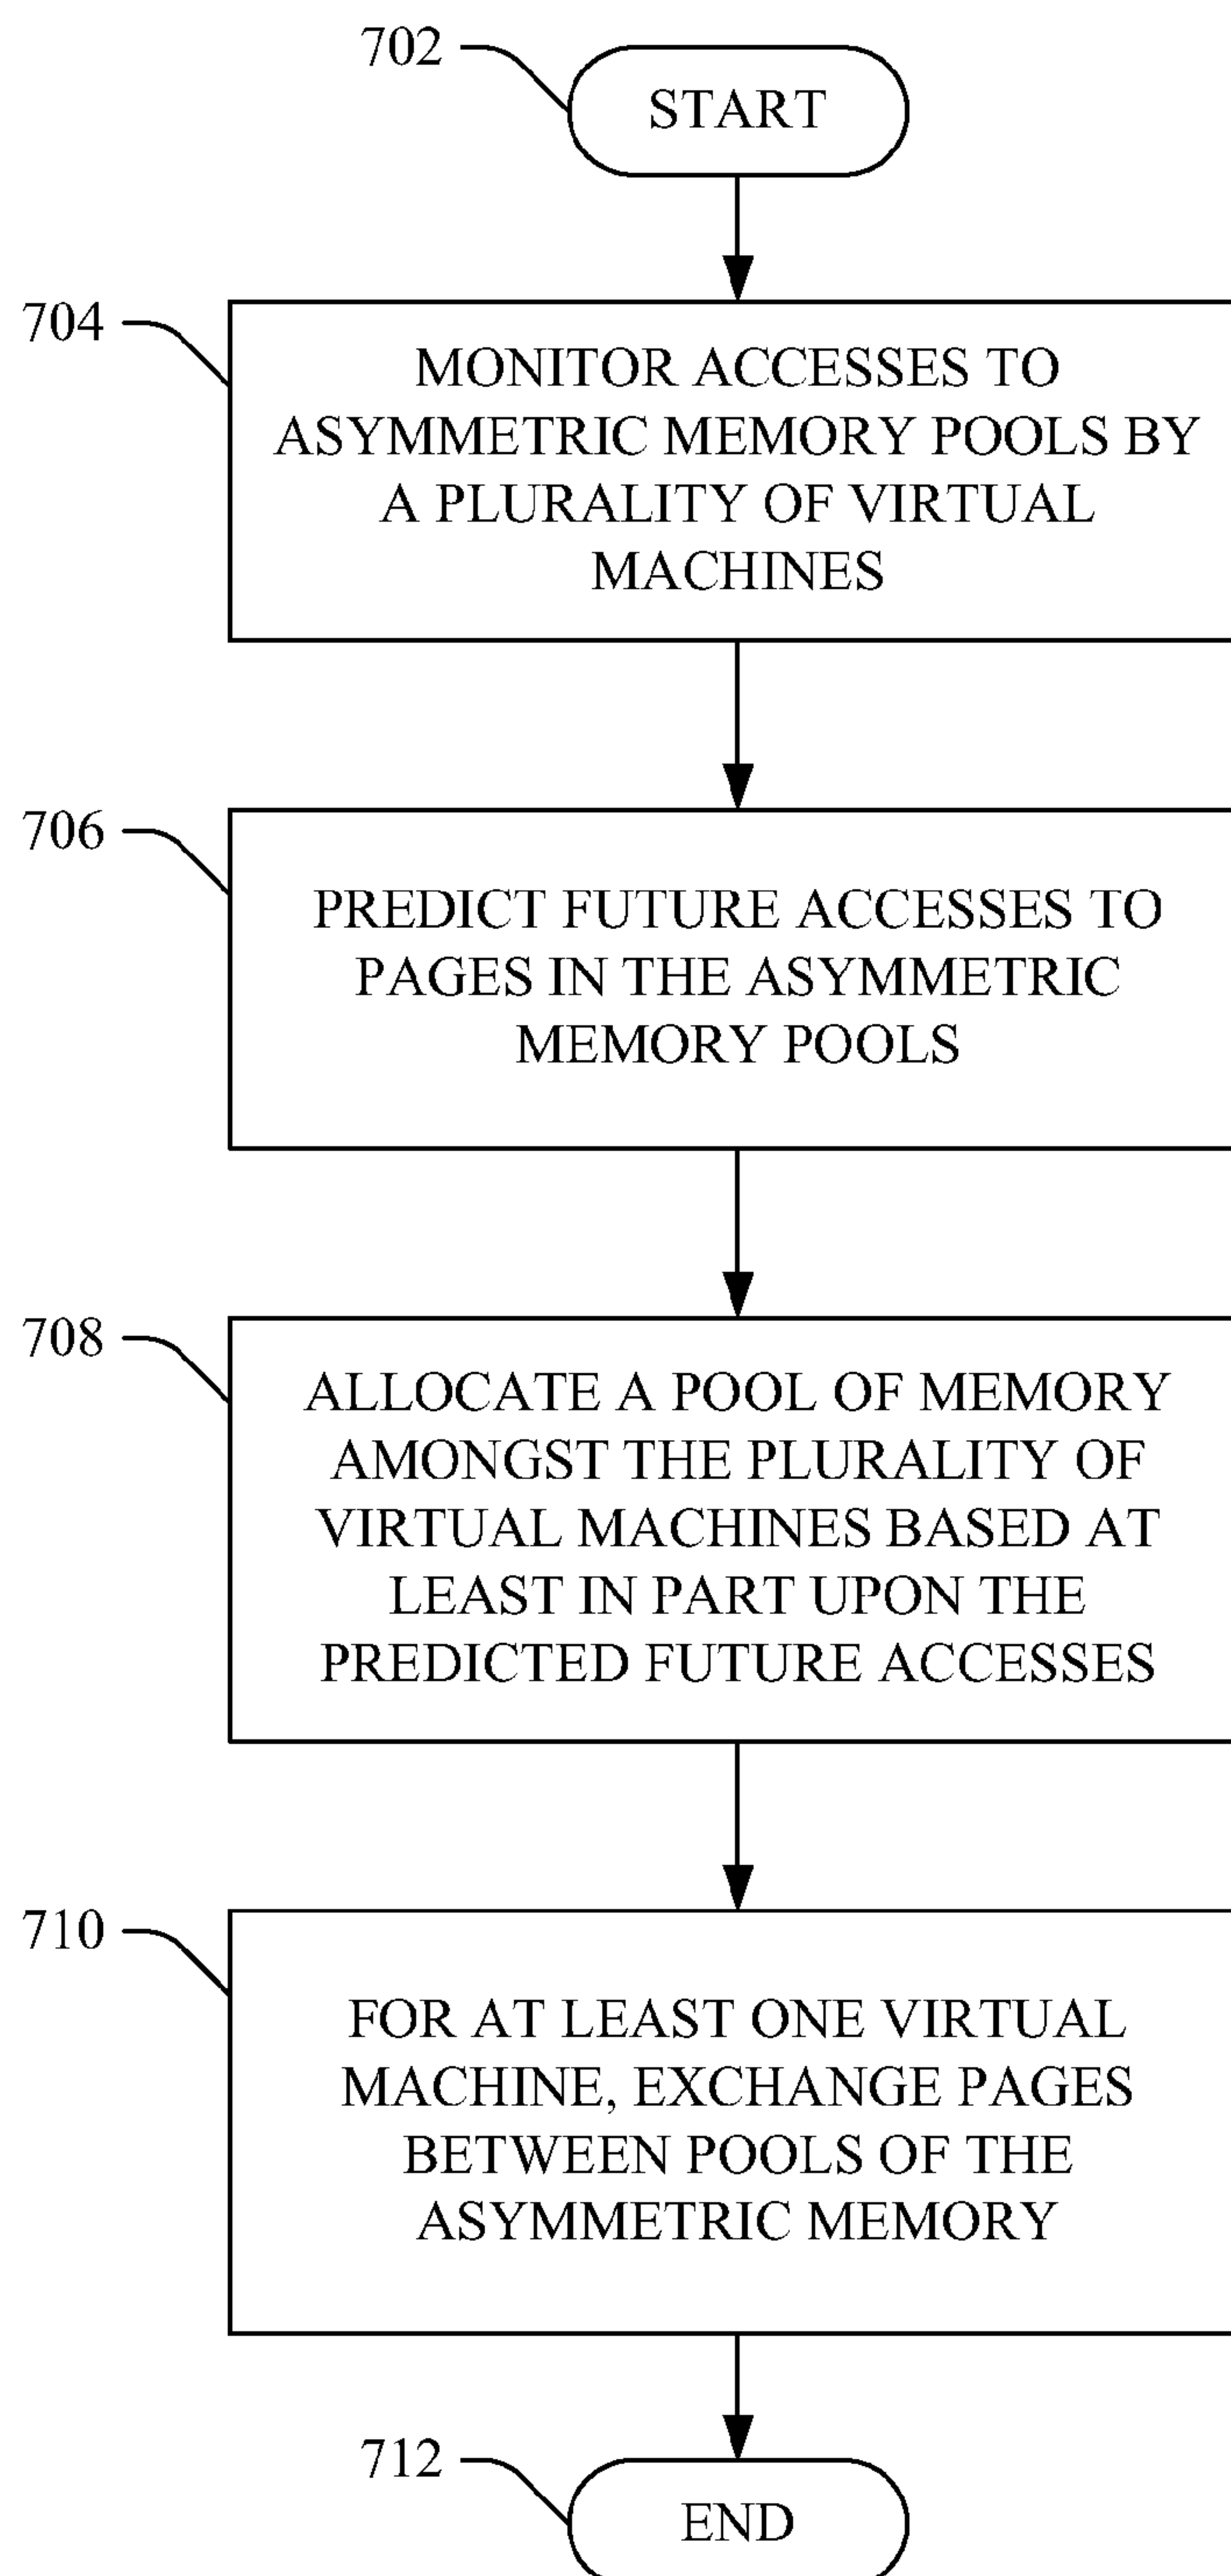 702
START
704
MONITOR ACCESSES TO
ASYMMETRIC MEMORY POOLS BY
A PLURALITY OF VIRTUAL
MACHINES
706
PREDICT FUTURE ACCESSES TO
PAGES IN THE ASYMMETRIC
MEMORY POOLS
708
ALLOCATE A POOL OF MEMORY
AMONGST THE PLURALITY OF
VIRTUAL MACHINES BASED AT
LEAST IN PART UPON THE
PREDICTED FUTURE ACCESSES
710
FOR AT LEAST ONE VIRTUAL
MACHINE, EXCHANGE PAGES
BETWEEN POOLS OF THE
ASYMMETRIC MEMORY
712
END